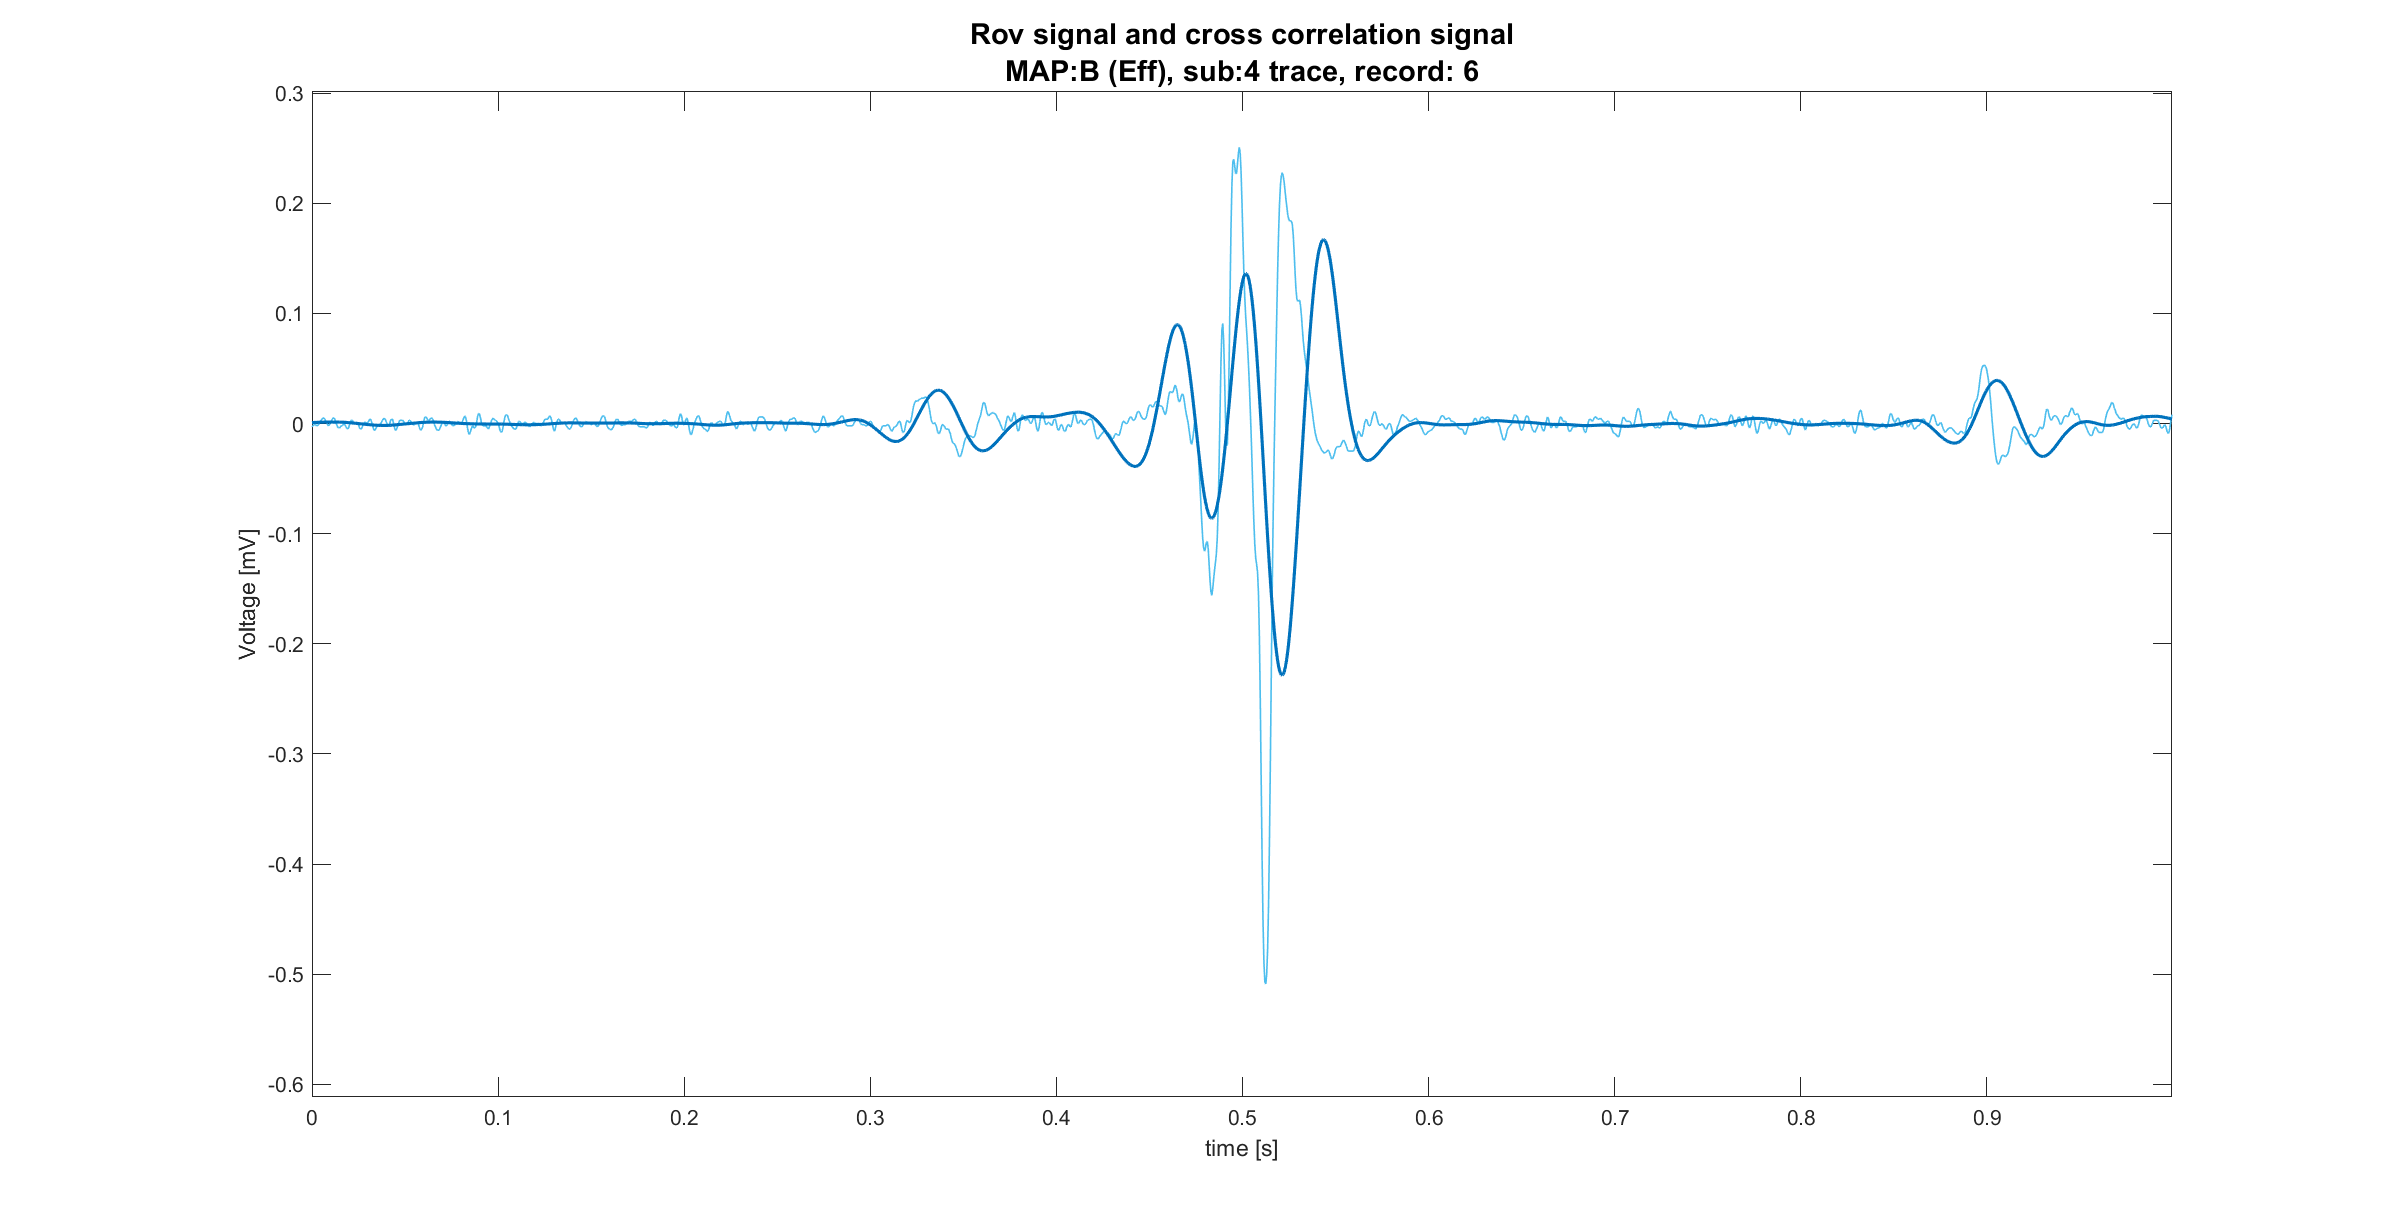 Rov signal and cross correlation signal
MAP:B (Eff), sub:4 trace, record: 6
0.3
0.2
0.1
0
-0.1
-0.2
-0.3
-0.4
-0.5
-0.6
Voltage [mV]
0 0.1 0.2 0.3 0.4 0.5 0.6 0.7 0.8 0.9
time [s]